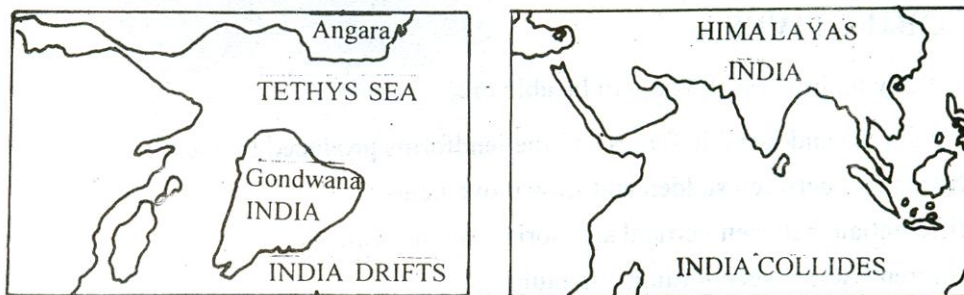 Angara
TETHYS SEA
Gondwana
INDIA
INDIA DRIFTS
HIMALAYAS
INDIA
INDIA COLLIDES